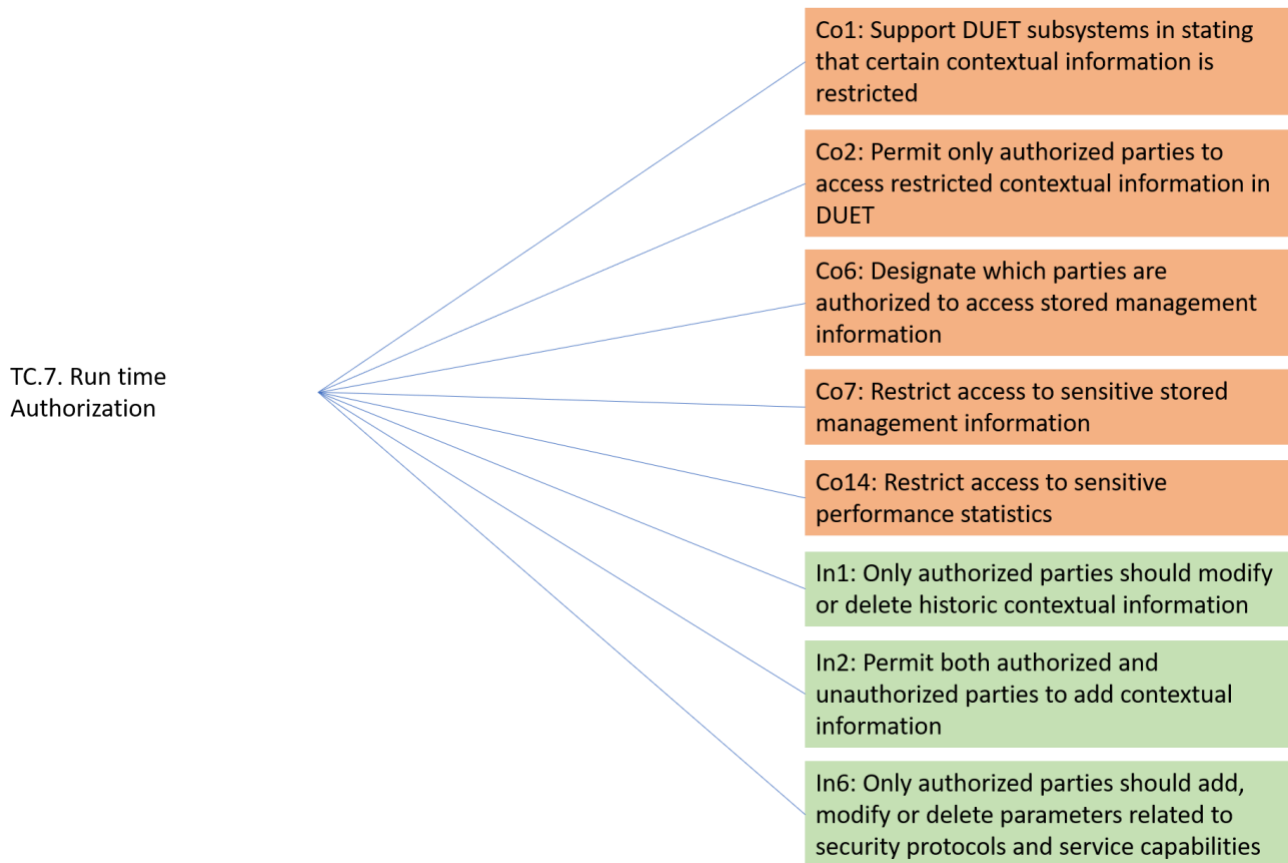 Co1: Support DUET subsystems in stating
that certain contextual information is
restricted
Co2: Permit only authorized parties to
access restricted contextual information in
DUET
Co6: Designate which parties are
authorized to access stored management
information
TC.7. Run time
Authorization
Co7: Restrict access to sensitive stored
management information
Co14: Restrict access to sensitive
performance statistics
In1: Only authorized parties should modify
or delete historic contextual information
In2: Permit both authorized and
unauthorized parties to add contextual
information
In6: Only authorized parties should add,
modify or delete parameters related to
security protocols and service capabilities